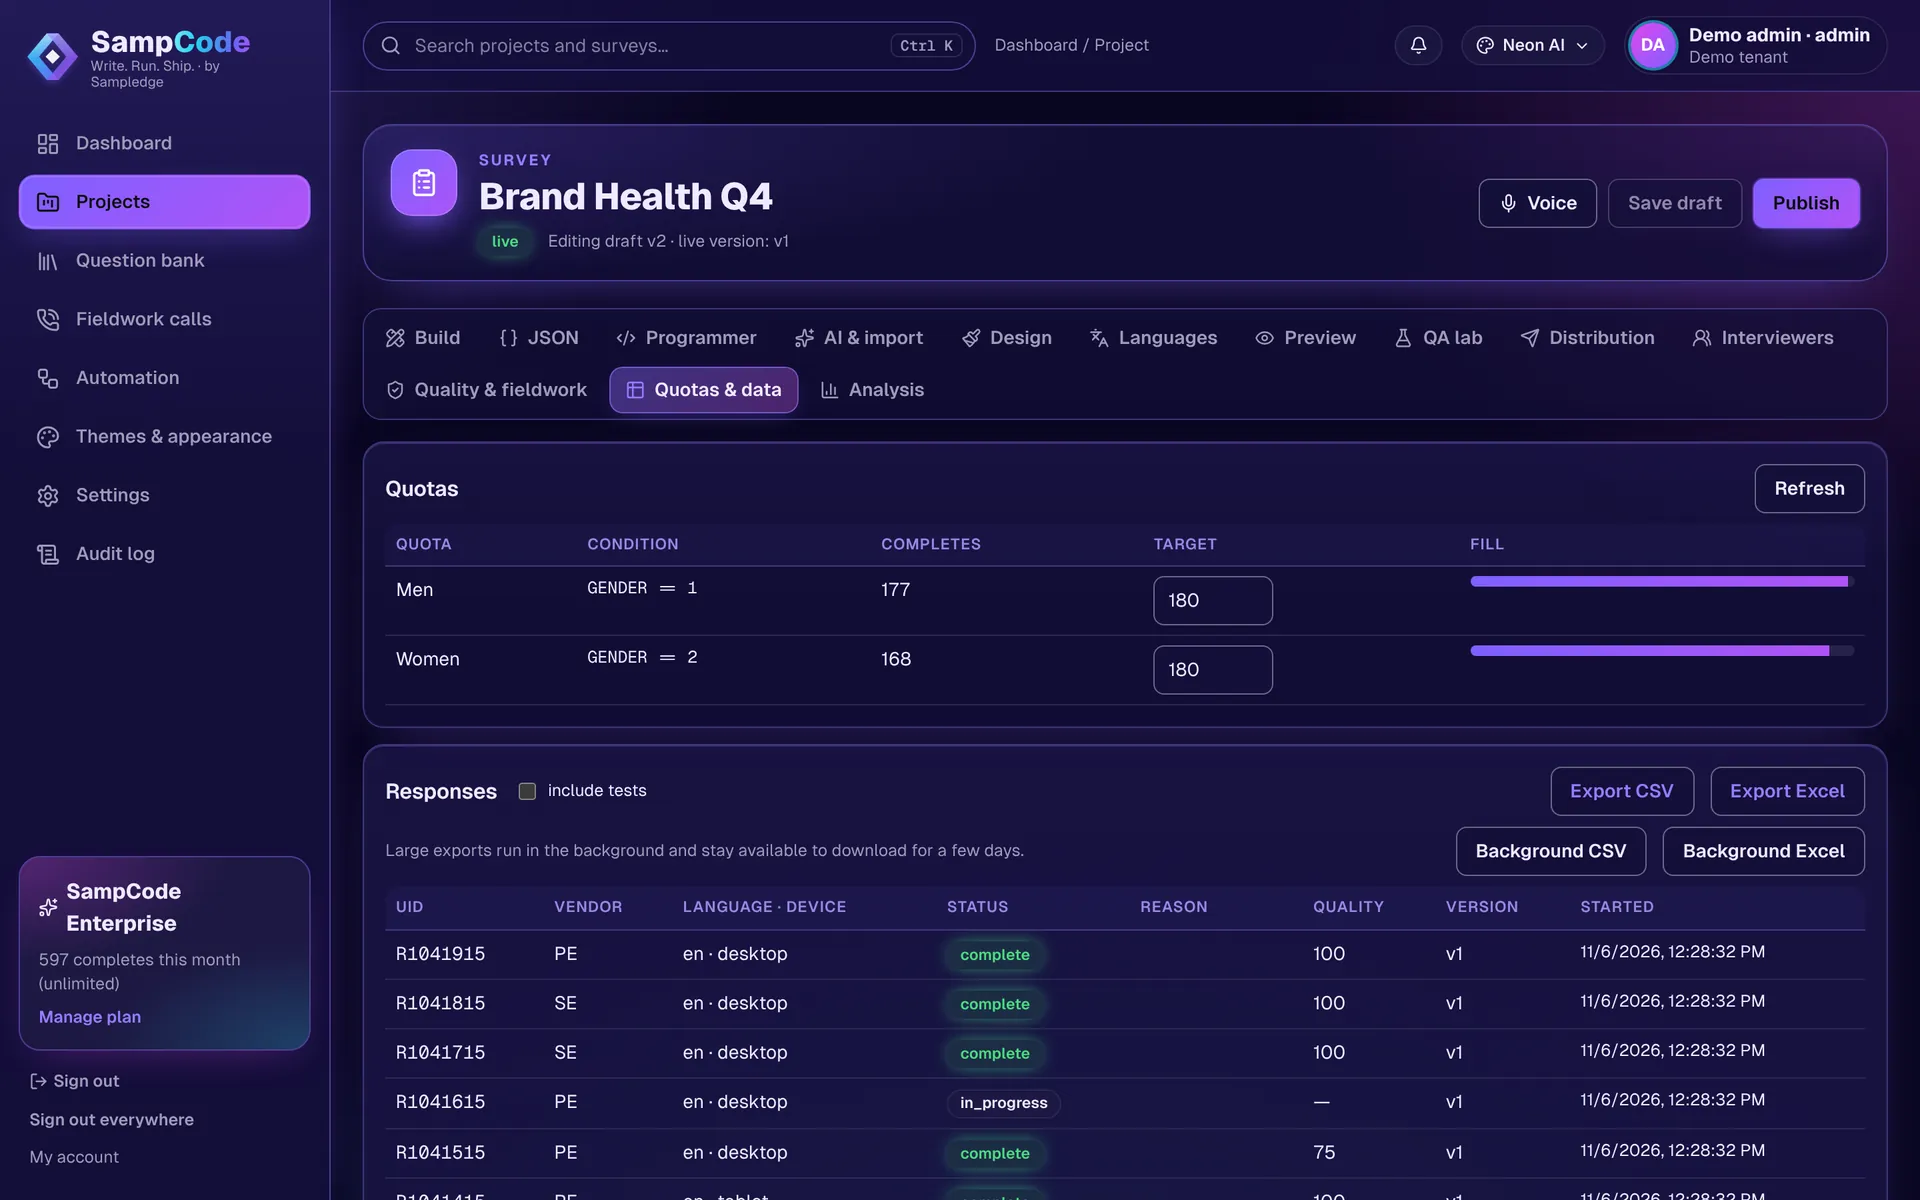 SampCode
Write. Run. Ship. · by
Sampledge
Search projects and surveys...
Ctrl K
Dashboard / Project
Neon AI
DA
Demo admin · admin
Demo tenant
Dashboard
Projects
Question bank
Fieldwork calls
Automation
Themes & appearance
Settings
Audit log
SampCode
Enterprise
597 completes this month
(unlimited)
Manage plan
Sign out
Sign out everywhere
My account
SURVEY
Brand Health Q4
live
Editing draft v2 · live version: v1
Voice
Save draft
Publish
Build
{ } JSON
</> Programmer
AI & import
Design
Languages
Preview
QA lab
Distribution
Interviewers
Quality & fieldwork
Quotas & data
Analysis
Quotas
Refresh
QUOTA CONDITION COMPLETES TARGET FILL
Men GENDER = 1 177 180
Women GENDER = 2 168 180
Responses
include tests
Export CSV
Export Excel
Large exports run in the background and stay available to download for a few days.
Background CSV
Background Excel
UID VENDOR LANGUAGE · DEVICE STATUS REASON QUALITY VERSION STARTED
R1041915 PE en · desktop complete 100 v1 11/6/2026, 12:28:32 PM
R1041815 SE en · desktop complete 100 v1 11/6/2026, 12:28:32 PM
R1041715 SE en · desktop complete 100 v1 11/6/2026, 12:28:32 PM
R1041615 PE en · desktop in_progress — v1 11/6/2026, 12:28:32 PM
R1041515 PE en · desktop complete 75 v1 11/6/2026, 12:28:32 PM